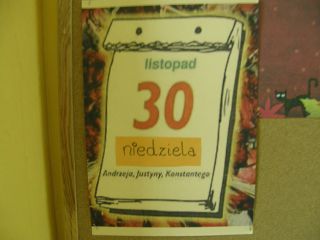 listopad
30
niedziela
Andrzeja, Justyny, Konstantego